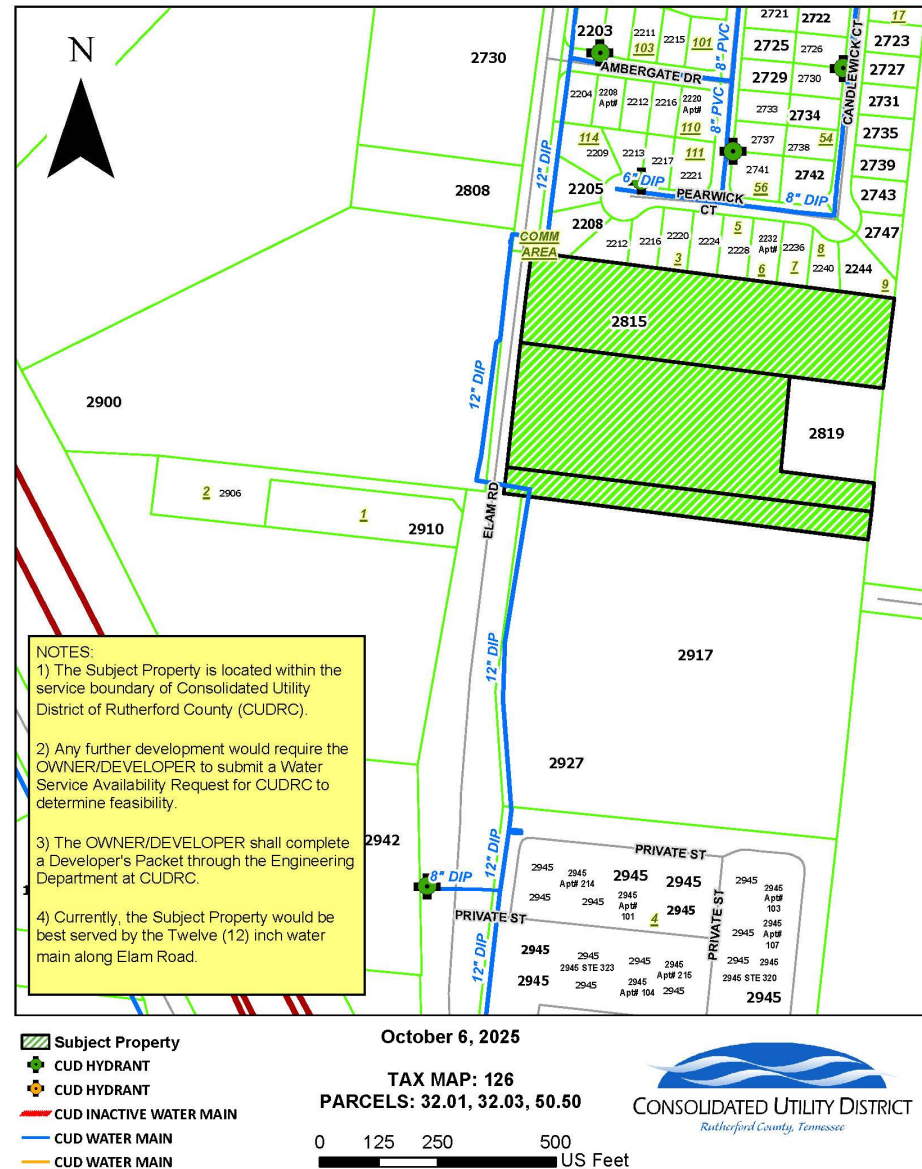 N
2730
2808
2900
2 2906
1
2910
2942
2203
2211
103
2215
101
AMBERGATE DR
8" PVC
8" PVC
2721
2722
17
2725
2726
2723
2729
2730
2727
CANDLEWICK CT
2731
2733
2734
2735
2204
2208
Apt#
2212
2216
2220
Apt#
110
114
2209
2213
2217
111
2221
2737
2738
54
2739
2741
2742
56
2743
12" DIP
2205
6" DIP
PEARWICK
CT
8" DIP
2747
2208
COMM
AREA
2212
2216
2220
3
2224
5
2228
2232
Apt#
6
2236
7
8
2240
2244
9
2815
2819
12" DIP
ELAM RD
12" DIP
2917
2927
12" DIP
8" DIP
12" DIP
PRIVATE ST
PRIVATE ST
PRIVATE ST
2945
2945
Apt# 214
2945
2945
2945
2945
2945
Apt#
101
4
2945
2945
2945
Apt#
103
2945
2945
Apt#
107
2945
2945
2945 STE 323
2945
2945
Apt# 104
2945
Apt# 215
2945
2945
2945
2945
2945 STE 320
2945
NOTES:
1) The Subject Property is located within the
service boundary of Consolidated Utility
District of Rutherford County (CUDRC).
2) Any further development would require the
OWNER/DEVELOPER to submit a Water
Service Availability Request for CUDRC to
determine feasibility.
3) The OWNER/DEVELOPER shall complete
a Developer's Packet through the Engineering
Department at CUDRC.
4) Currently, the Subject Property would be
best served by the Twelve (12) inch water
main along Elam Road.
Subject Property
CUD HYDRANT
CUD HYDRANT
CUD INACTIVE WATER MAIN
CUD WATER MAIN
CUD WATER MAIN
October 6, 2025
TAX MAP: 126
PARCELS: 32.01, 32.03, 50.50
0 125 250 500
US Feet
CONSOLIDATED UTILITY DISTRICT
Rutherford County, Tennessee